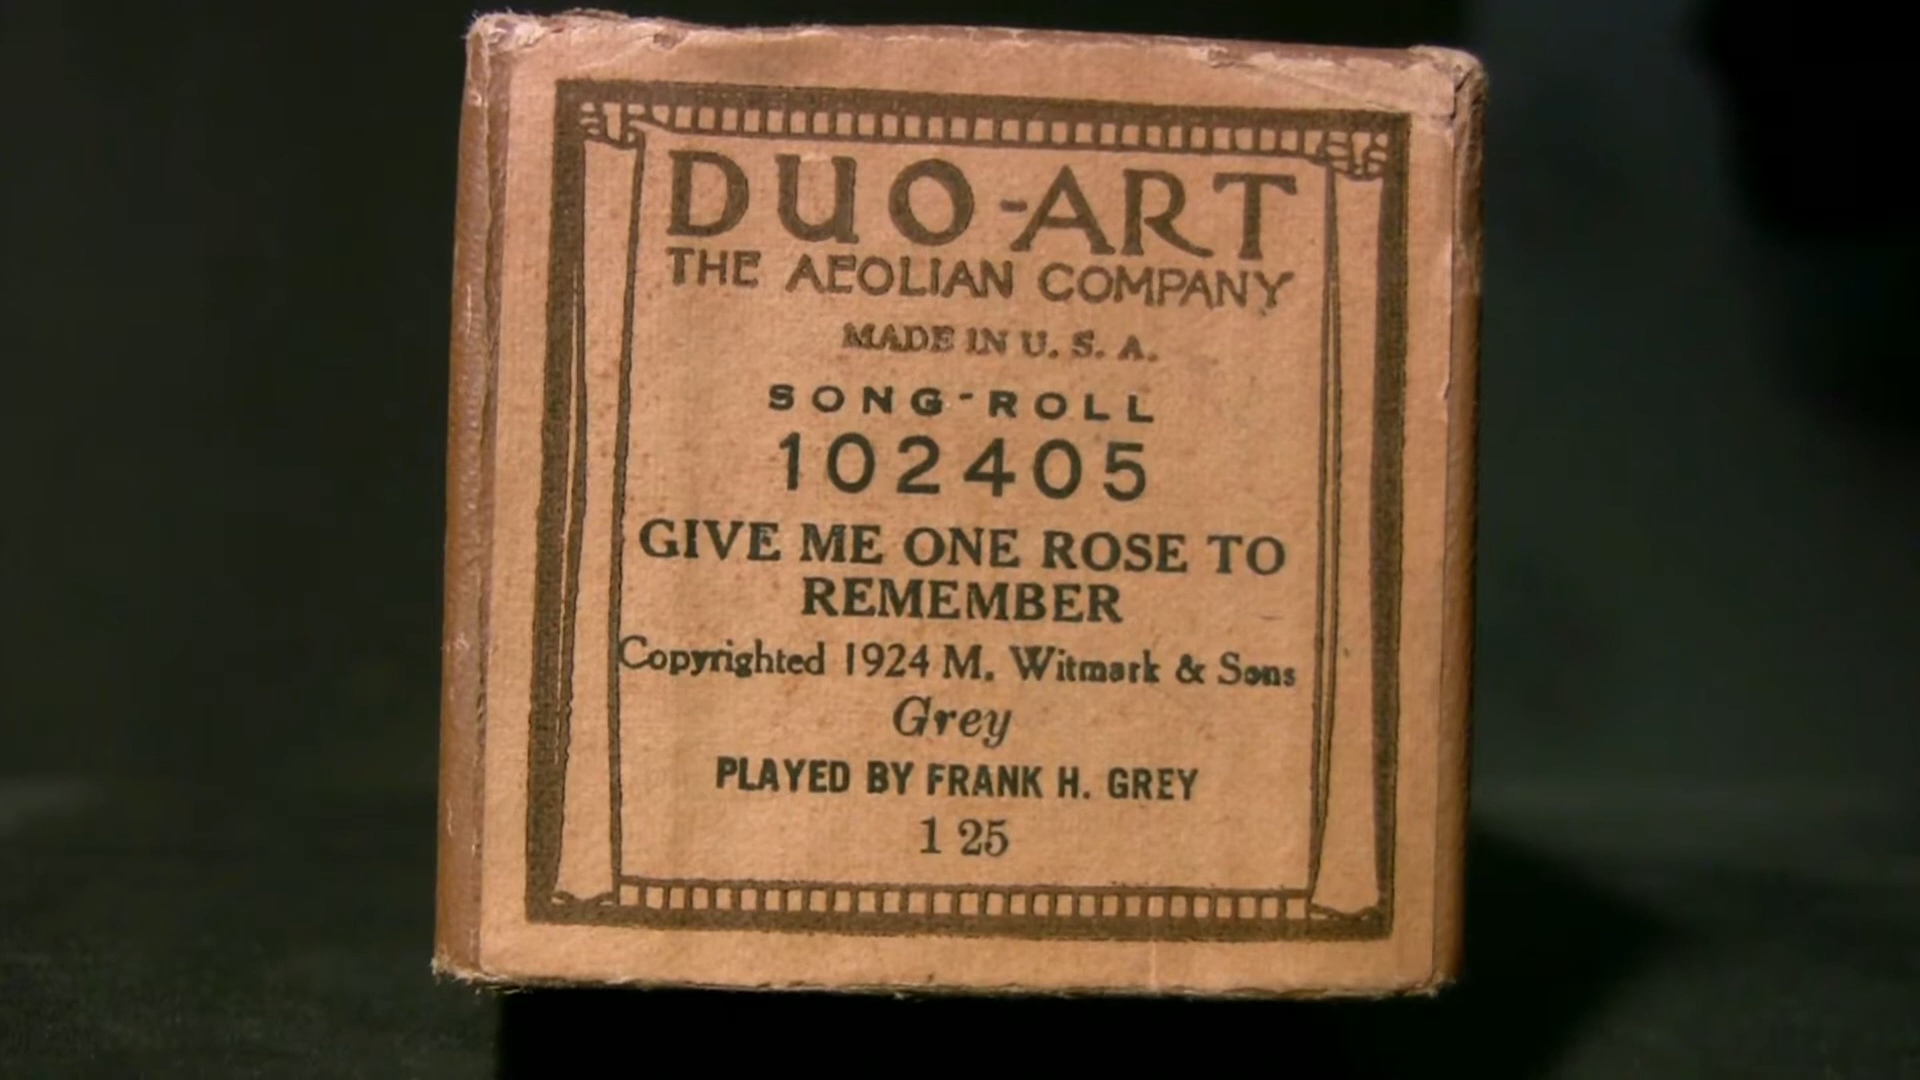 DUO-ART
THE AEOLIAN COMPANY
MADE IN U. S. A.
SONG-ROLL
102405
GIVE ME ONE ROSE TO
REMEMBER
Copyrighted 1924 M. Witmark & Sons
Grey
PLAYED BY FRANK H. GREY
1 25